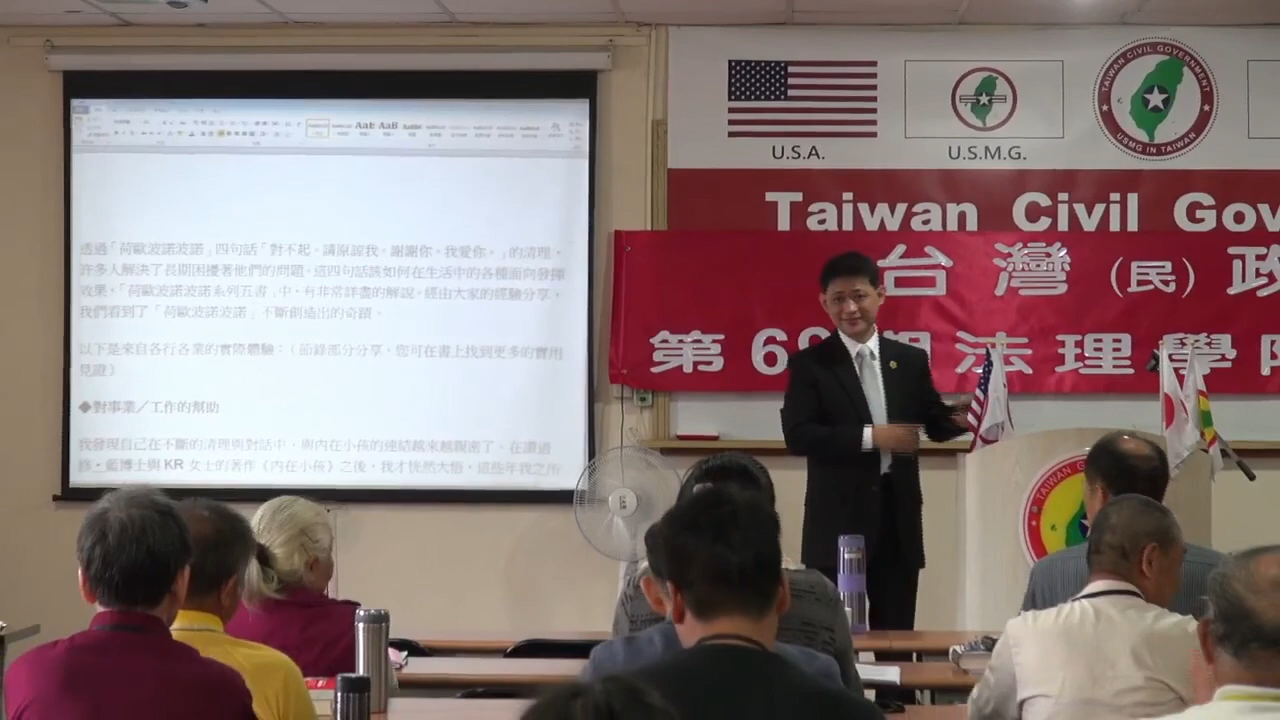 透過「荷歐波諾波諾」四句話「對不起。請原諒我。謝謝你。我愛你。」的清理，
許多人解決了長期困擾著他們的問題。這四句話該如何在生活中的各種面向發揮
效果，「荷歐波諾波諾系列五書」中，有非常詳盡的解說。經由大家的經驗分享，
我們看到了「荷歐波諾波諾」不斷創造出的奇蹟。
以下是來自各行各業的實際體驗：（節錄部分分享，您可在書上找到更多的實用
見證）
◆對事業／工作的幫助
我發現自己在不斷的清理與對話中，與內在小孩的連結越來越親密了。在讀過
修．藍博士與 KR 女士的著作《內在小孩》之後，我才恍然大悟，這些年我之所
U.S.A.
U.S.M.G.
TAIWAN CIVIL GOVERNMENT
USMG IN TAIWAN
Taiwan Civil Gov
台灣（民）政
第 69 期法理學院
TAIWAN G